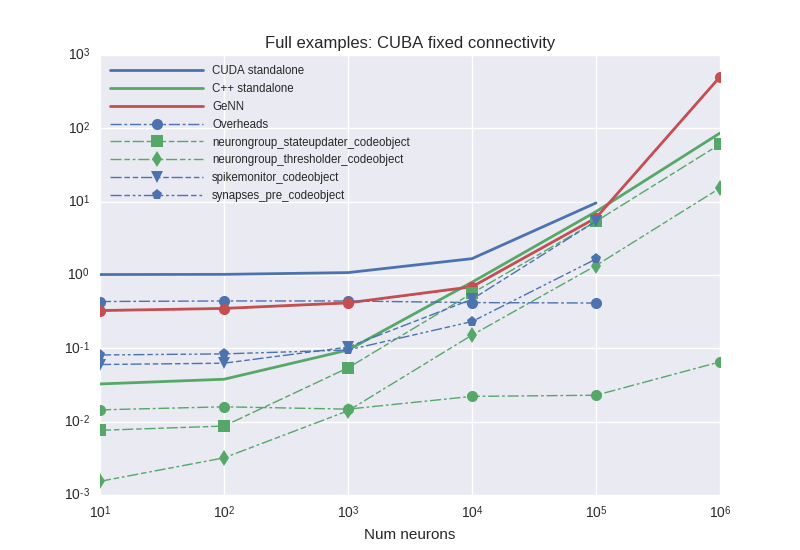 Full examples: CUBA fixed connectivity
10³
10²
10¹
10⁰
10⁻¹
10⁻²
10⁻³
CUDA standalone
C++ standalone
GeNN
Overheads
neurongroup_stateupdater_codeobject
neurongroup_thresholder_codeobject
spikemonitor_codeobject
synapses_pre_codeobject
10¹ 10² 10³ 10⁴ 10⁵ 10⁶
Num neurons